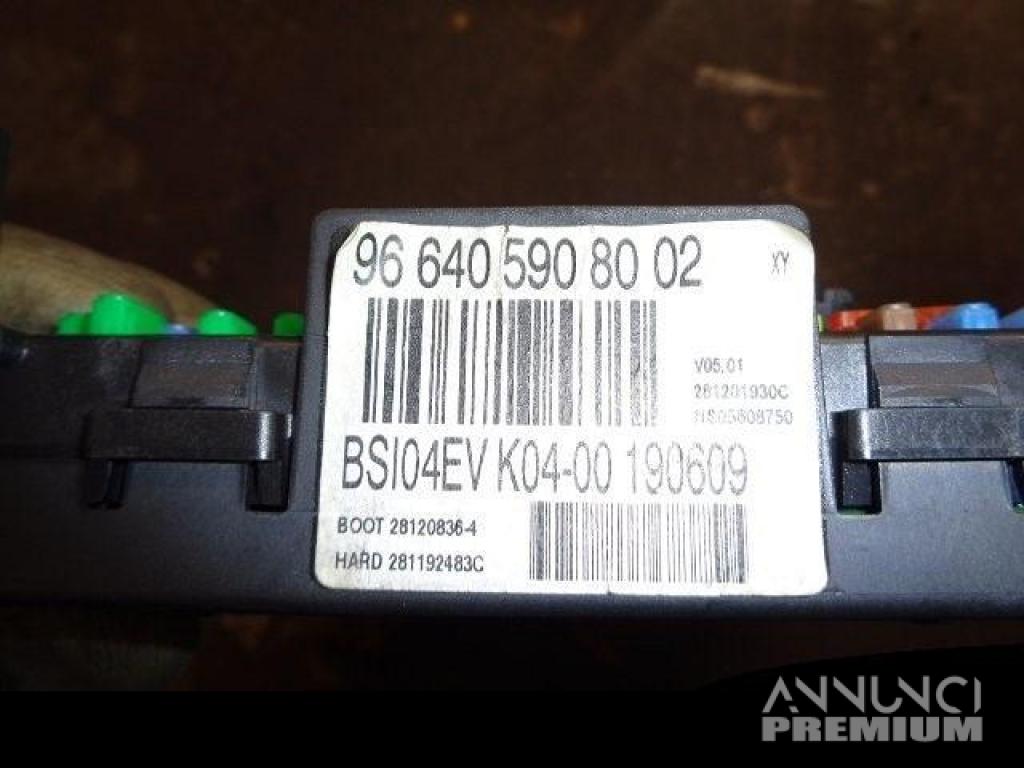 96 640 590 80 02
XY
V05.01
281201930C
HS05608750
BSI04EV K04-00 190609
BOOT 28120836-4
HARD 281192483C
ANNUNCI
PREMIUM